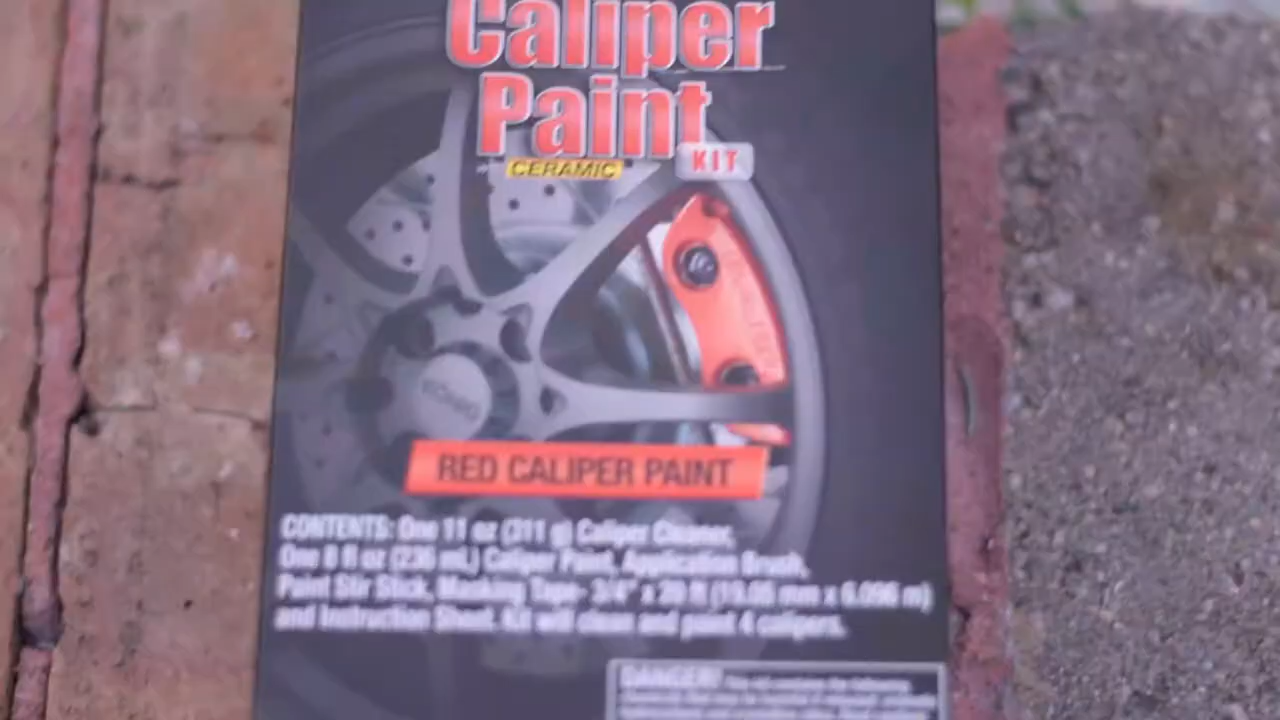 Caliper
Paint
KIT
CERAMIC
RED CALIPER PAINT
CONTENTS: One 11 oz (311 g) Caliper Cleaner,
One 8 fl oz (236 mL) Caliper Paint, Application Brush,
Paint Stir Stick, Masking Tape- 3/4" x 20 ft (19.05 mm x 6.096 m)
and Instruction Sheet. Kit will clean and paint 4 calipers.
DANGER!